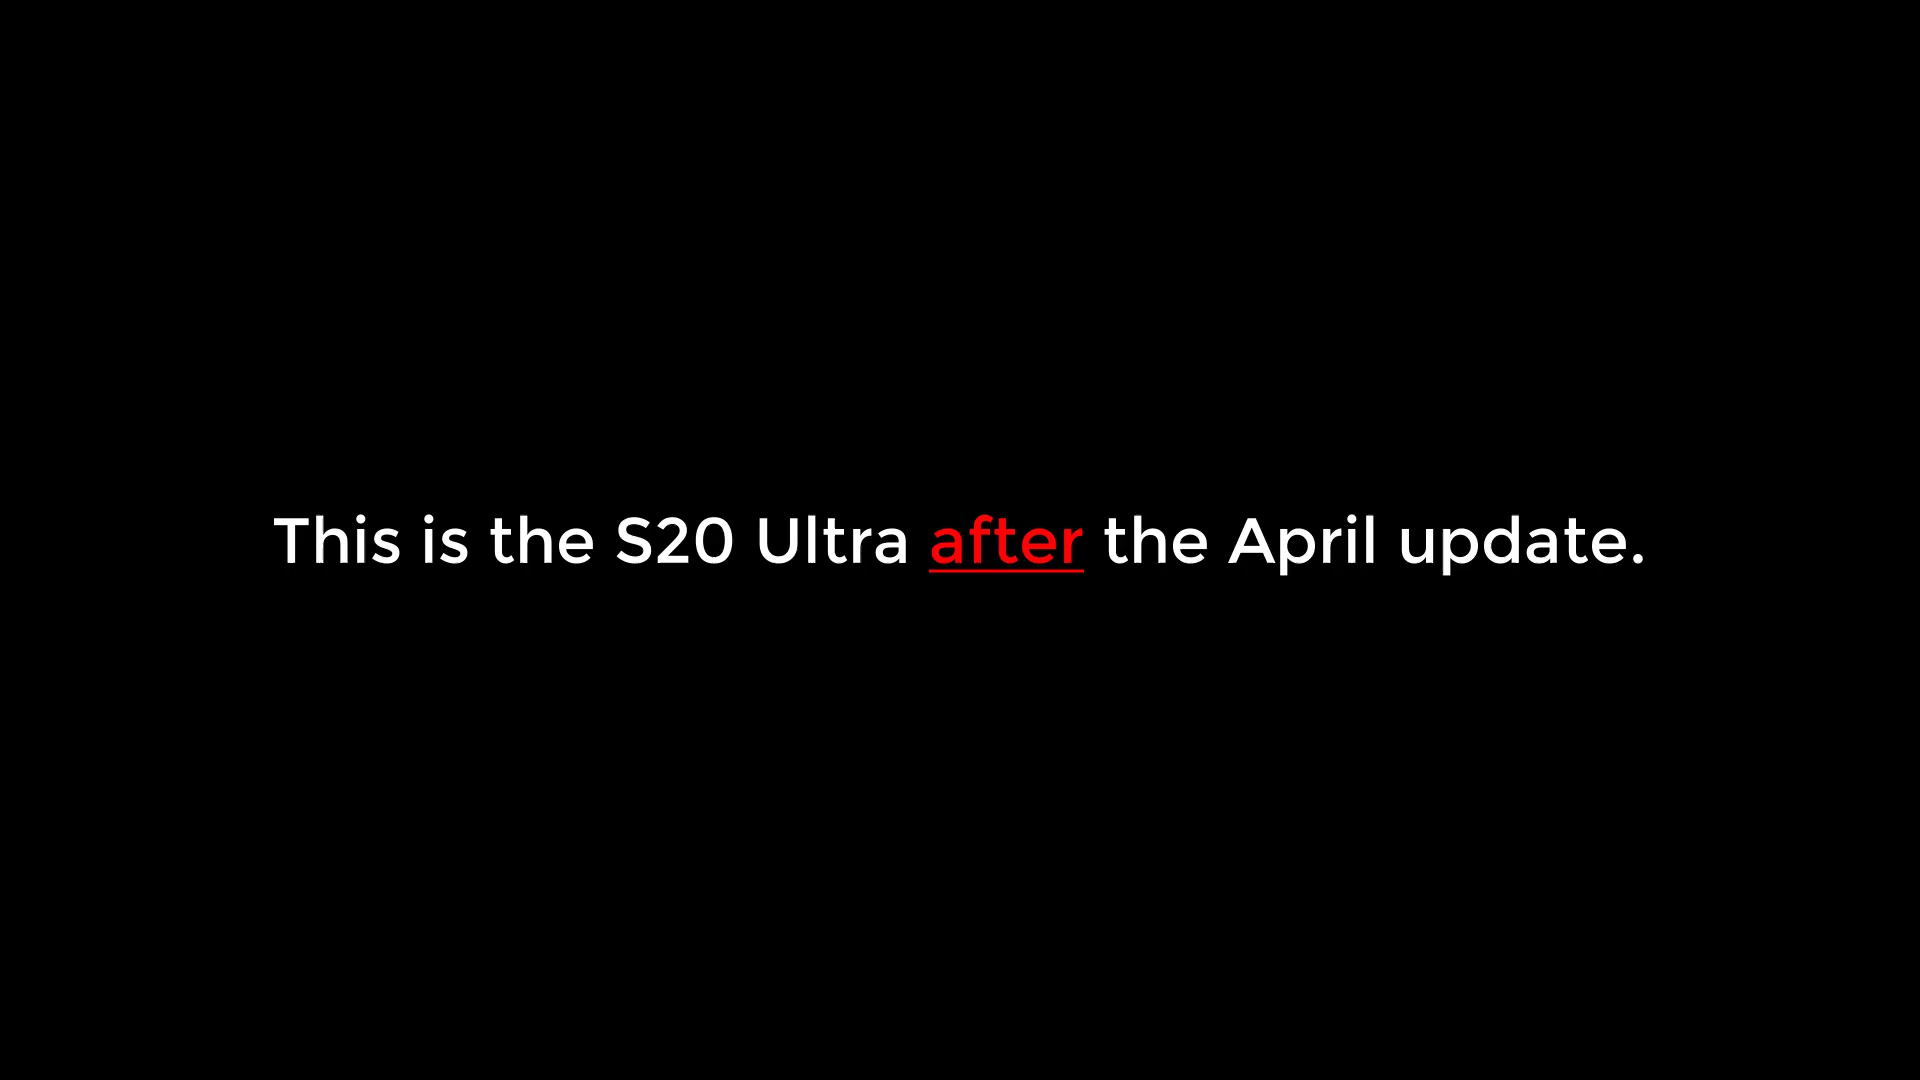 This is the S20 Ultra after the April update.